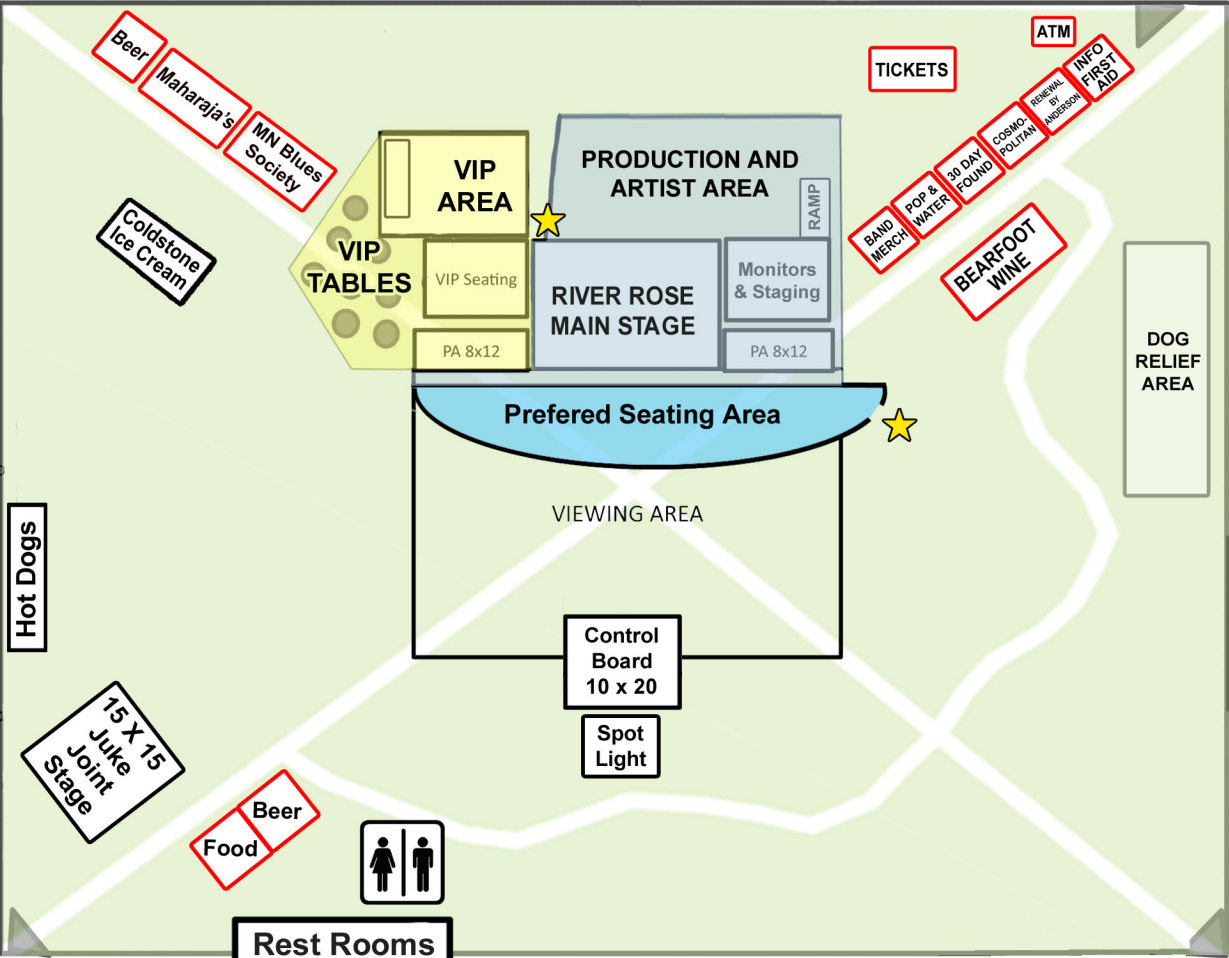 Beer
Maharaja's
MN Blues
Society
Coldstone
Ice Cream
VIP
AREA
VIP
TABLES
VIP Seating
PA 8x12
PRODUCTION AND
ARTIST AREA
RAMP
RIVER ROSE
MAIN STAGE
Monitors
& Staging
PA 8x12
TICKETS
ATM
INFO
FIRST
AID
RENEWAL
BY
ANDERSON
COSMO-
POLITAN
30 DAY
FOUND
POP &
WATER
BAND
MERCH
BEARFOOT
WINE
DOG
RELIEF
AREA
Prefered Seating Area
VIEWING AREA
Control
Board
10 x 20
Spot
Light
Hot Dogs
15 X 15
Juke
Joint
Stage
Beer
Food
Rest Rooms